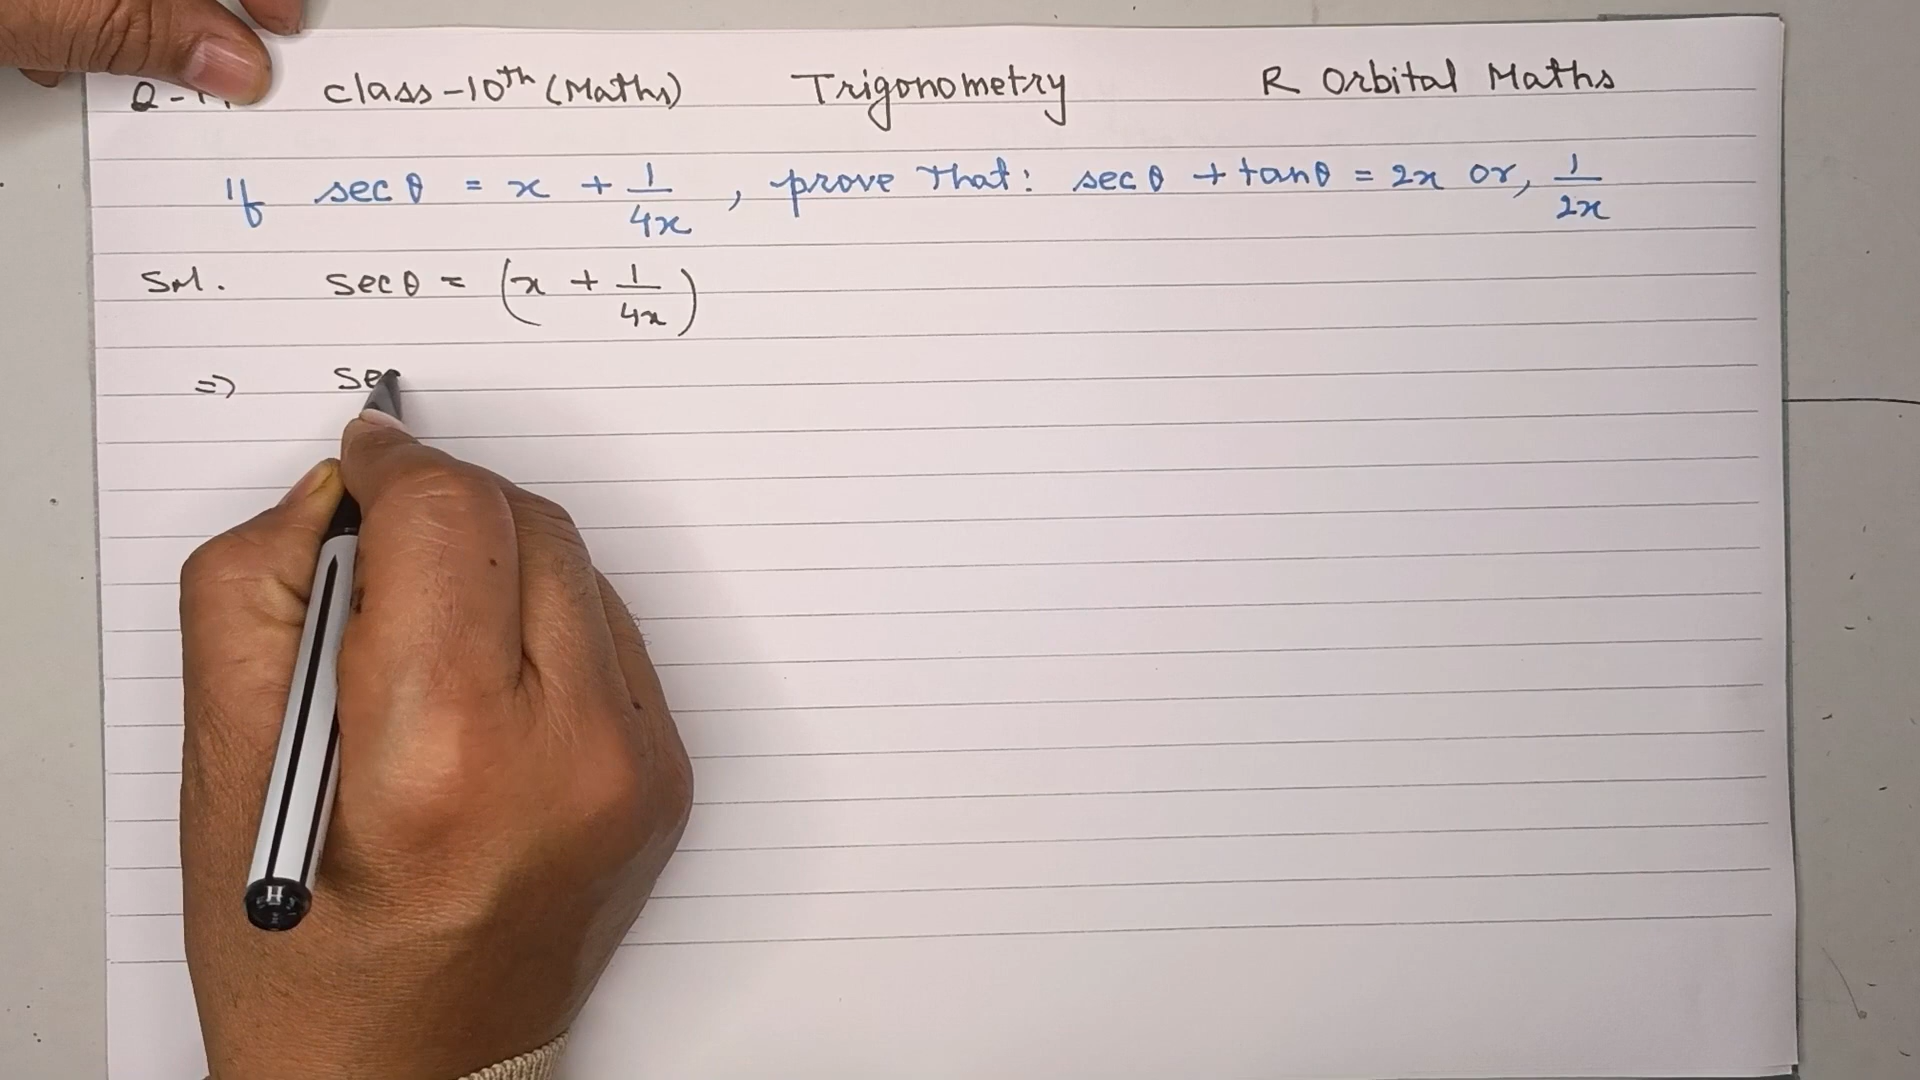 class-10th (Maths) Trigonometry R Orbital Maths
If sec θ = x + 1/4x , prove that: sec θ + tan θ = 2x or, 1/2x
Sol. sec θ = (x + 1/4x)
=> sec
H